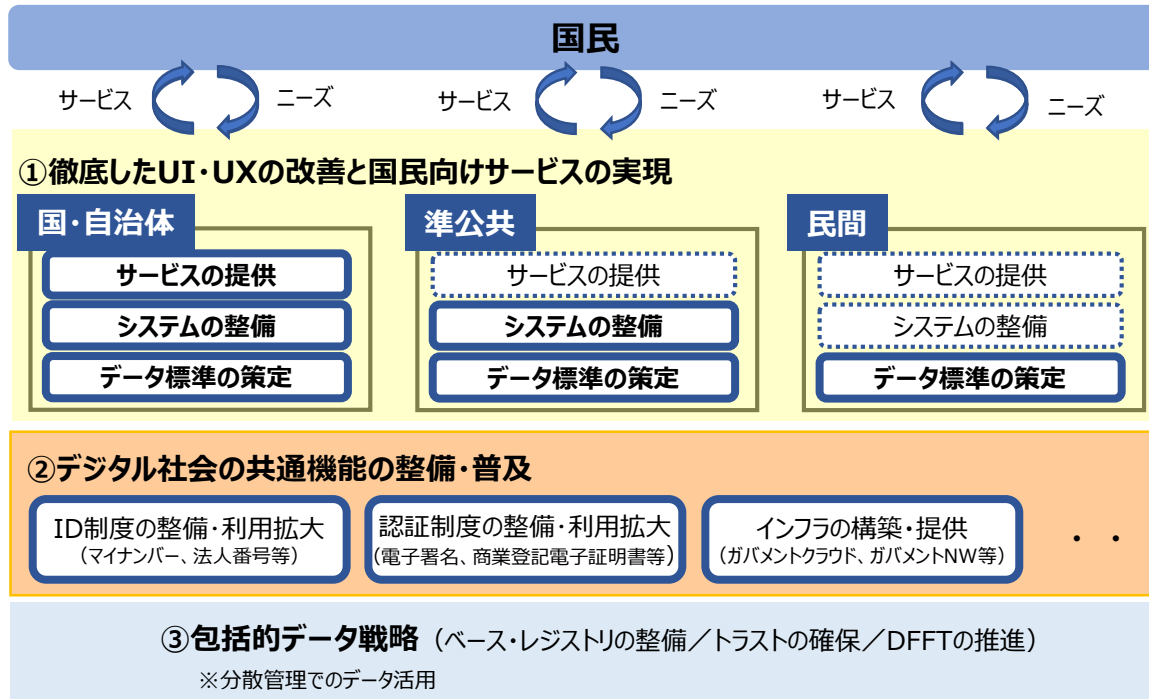 国民
サービス ニーズ サービス ニーズ サービス ニーズ
①徹底したUI・UXの改善と国民向けサービスの実現
国・自治体 準公共 民間
サービスの提供 サービスの提供 サービスの提供
システムの整備 システムの整備 システムの整備
データ標準の策定 データ標準の策定 データ標準の策定
②デジタル社会の共通機能の整備・普及
ID制度の整備・利用拡大 認証制度の整備・利用拡大 インフラの構築・提供 ・ ・
(マイナンバー、法人番号等) (電子署名、商業登記電子証明書等) (ガバメントクラウド、ガバメントNW等)
③包括的データ戦略（ベース・レジストリの整備／トラストの確保／DFFTの推進）
※分散管理でのデータ活用